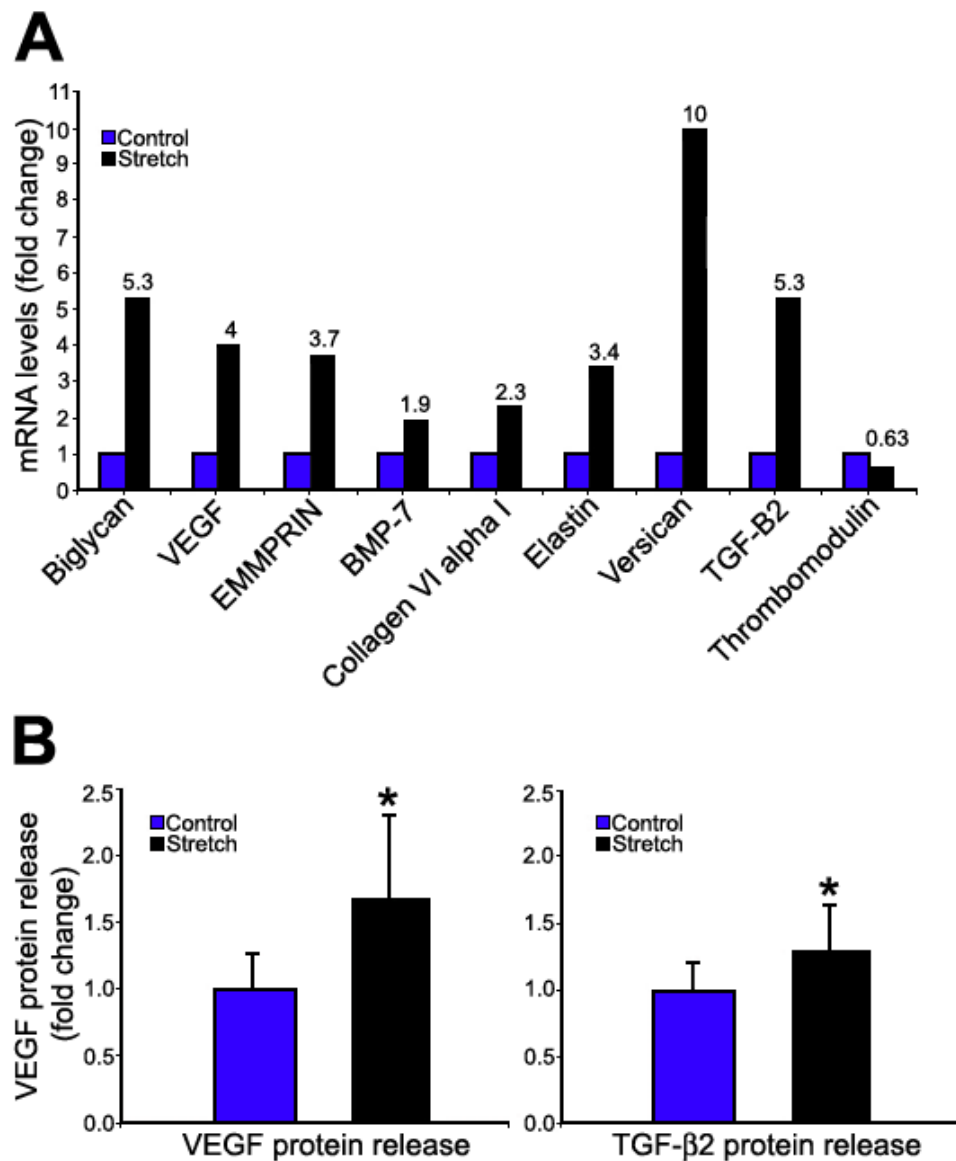 A
mRNA levels (fold change)
11
10
9
8
7
6
5
4
3
2
1
0
Control
Stretch
5.3
4
3.7
1.9
2.3
3.4
10
5.3
0.63
Biglycan
VEGF
EMMPRIN
BMP-7
Collagen VI alpha I
Elastin
Versican
TGF-B2
Thrombomodulin
B
VEGF protein release
(fold change)
2.5
2.0
1.5
1.0
0.5
0.0
Control
Stretch
*
VEGF protein release
2.5
2.0
1.5
1.0
0.5
0.0
Control
Stretch
*
TGF-β2 protein release